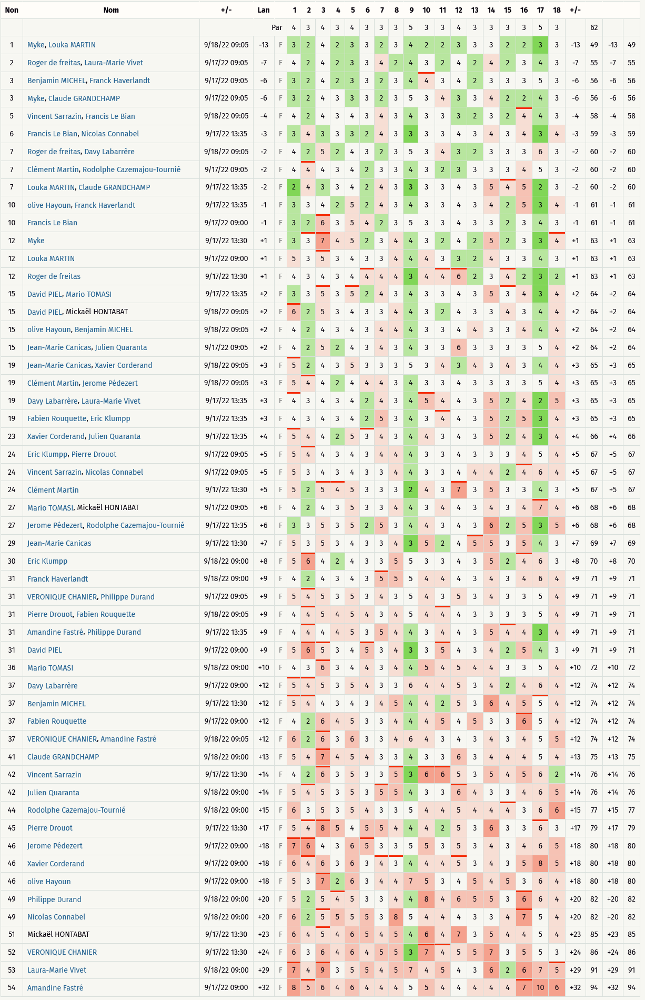 Non Nom +/- Lan 1 2 3 4 5 6 7 8 9 10 11 12 13 14 15 16 17 18 +/-
Par 4 3 4 3 4 3 3 3 5 3 3 4 3 3 3 3 5 3 62
1 Myke, Louka MARTIN 9/18/22 09:05 -13 F 3 2 4 2 3 3 2 3 4 2 2 3 3 3 2 2 3 3 -13 49 -13 49
2 Roger de freitas, Laura-Marie Vivet 9/17/22 09:05 -7 F 4 2 4 2 3 3 4 2 4 3 2 4 2 4 2 3 4 3 -7 55 -7 55
3 Benjamin MICHEL, Franck Haverlandt 9/17/22 09:05 -6 F 3 2 4 2 3 3 2 3 4 4 3 4 2 3 3 3 5 3 -6 56 -6 56
3 Myke, Claude GRANDCHAMP 9/17/22 09:05 -6 F 3 2 4 3 3 3 2 3 5 3 4 3 3 4 2 2 4 3 -6 56 -6 56
5 Vincent Sarrazin, Francis Le Bian 9/18/22 09:05 -4 F 4 2 4 3 4 3 4 3 4 3 3 3 2 3 2 4 4 3 -4 58 -4 58
6 Francis Le Bian, Nicolas Connabel 9/17/22 13:35 -3 F 3 4 3 3 3 2 4 3 3 3 3 4 3 4 3 4 3 4 -3 59 -3 59
7 Roger de freitas, Davy Labarrère 9/18/22 09:05 -2 F 4 2 5 2 4 3 2 3 5 3 4 3 2 3 3 3 6 3 -2 60 -2 60
7 Clément Martin, Rodolphe Cazemajou-Tournié 9/17/22 09:05 -2 F 4 4 4 3 4 2 3 3 4 3 2 3 3 3 3 4 5 3 -2 60 -2 60
7 Louka MARTIN, Claude GRANDCHAMP 9/17/22 13:35 -2 F 2 4 3 3 4 2 4 3 3 3 3 4 3 5 4 5 2 3 -2 60 -2 60
10 olive Hayoun, Franck Haverlandt 9/17/22 13:35 -1 F 3 3 4 2 5 2 4 3 4 3 3 4 3 4 2 5 3 4 -1 61 -1 61
10 Francis Le Bian 9/17/22 09:00 -1 F 3 2 6 3 5 4 2 3 5 3 3 4 3 3 2 3 4 3 -1 61 -1 61
12 Myke 9/17/22 13:30 +1 F 3 3 7 4 5 2 3 4 4 3 2 4 2 5 2 3 3 4 +1 63 +1 63
12 Louka MARTIN 9/17/22 09:00 +1 F 5 3 5 3 4 3 3 4 4 4 3 3 2 4 3 3 4 3 +1 63 +1 63
12 Roger de freitas 9/17/22 13:30 +1 F 4 3 4 3 4 4 4 4 3 4 4 6 2 3 4 2 3 2 +1 63 +1 63
15 David PIEL, Mario TOMASI 9/17/22 13:35 +2 F 3 3 5 3 5 2 4 3 4 3 3 4 3 5 3 4 3 4 +2 64 +2 64
15 David PIEL, Mickaël HONTABAT 9/18/22 09:05 +2 F 6 2 5 3 4 3 3 4 4 3 2 4 3 3 4 3 4 4 +2 64 +2 64
15 olive Hayoun, Benjamin MICHEL 9/18/22 09:05 +2 F 4 2 4 3 4 3 4 4 4 3 3 4 4 3 3 4 4 4 +2 64 +2 64
15 Jean-Marie Canicas, Julien Quaranta 9/17/22 09:05 +2 F 4 2 5 2 4 3 4 3 4 3 3 6 3 3 3 3 5 4 +2 64 +2 64
19 Jean-Marie Canicas, Xavier Corderand 9/18/22 09:05 +3 F 5 2 4 3 5 3 3 3 5 3 4 3 4 3 4 3 4 4 +3 65 +3 65
19 Clément Martin, Jerome Pédezert 9/18/22 09:05 +3 F 5 4 4 2 4 4 4 3 4 3 3 4 3 3 3 3 5 4 +3 65 +3 65
19 Davy Labarrère, Laura-Marie Vivet 9/17/22 13:35 +3 F 4 3 4 3 4 2 4 3 4 5 4 4 3 5 2 4 2 5 +3 65 +3 65
19 Fabien Rouquette, Eric Klumpp 9/17/22 13:35 +3 F 4 3 4 3 4 2 5 3 4 3 4 4 3 5 2 5 3 4 +3 65 +3 65
23 Xavier Corderand, Julien Quaranta 9/17/22 13:35 +4 F 5 4 4 2 5 3 4 3 4 4 3 4 3 5 2 4 3 4 +4 66 +4 66
24 Eric Klumpp, Pierre Drouot 9/17/22 09:05 +5 F 5 4 4 3 4 3 4 4 4 3 3 4 3 3 3 4 5 4 +5 67 +5 67
24 Vincent Sarrazin, Nicolas Connabel 9/17/22 09:05 +5 F 5 3 4 3 4 3 3 4 4 3 3 4 4 4 2 4 6 4 +5 67 +5 67
24 Clément Martin 9/17/22 13:30 +5 F 5 2 5 4 5 3 3 3 2 4 3 7 3 5 3 3 4 3 +5 67 +5 67
27 Mario TOMASI, Mickaël HONTABAT 9/17/22 09:05 +6 F 4 2 4 3 5 3 3 4 4 3 4 4 3 4 3 4 7 4 +6 68 +6 68
27 Jerome Pédezert, Rodolphe Cazemajou-Tournié 9/17/22 13:35 +6 F 3 3 5 3 5 2 5 3 4 4 3 4 3 6 2 5 3 5 +6 68 +6 68
29 Jean-Marie Canicas 9/17/22 13:30 +7 F 5 3 5 3 4 3 3 4 3 5 2 4 5 5 3 5 4 3 +7 69 +7 69
30 Eric Klumpp 9/18/22 09:00 +8 F 5 6 4 2 4 3 3 5 5 3 3 4 3 5 2 4 6 3 +8 70 +8 70
31 Franck Haverlandt 9/18/22 09:00 +9 F 4 2 4 3 4 3 5 5 5 4 4 4 3 4 3 4 6 4 +9 71 +9 71
31 VERONIQUE CHANIER, Philippe Durand 9/17/22 09:05 +9 F 5 4 5 3 5 3 4 3 5 4 3 5 3 4 3 3 5 4 +9 71 +9 71
31 Pierre Drouot, Fabien Rouquette 9/18/22 09:05 +9 F 4 4 5 4 5 4 3 4 5 4 4 4 3 3 3 3 5 4 +9 71 +9 71
31 Amandine Fastré, Philippe Durand 9/17/22 13:35 +9 F 4 4 4 4 5 3 5 4 4 3 4 4 3 5 4 4 3 4 +9 71 +9 71
31 David PIEL 9/17/22 09:00 +9 F 5 6 5 3 4 5 3 4 3 3 5 4 3 4 2 5 4 3 +9 71 +9 71
36 Mario TOMASI 9/18/22 09:00 +10 F 4 3 6 3 4 4 3 4 4 5 4 5 4 4 3 3 5 4 +10 72 +10 72
37 Davy Labarrère 9/17/22 09:00 +12 F 5 4 5 3 5 4 3 3 6 4 4 5 3 4 2 4 6 4 +12 74 +12 74
37 Benjamin MICHEL 9/17/22 13:30 +12 F 5 4 4 3 4 3 4 5 4 4 2 5 3 6 4 5 5 4 +12 74 +12 74
37 Fabien Rouquette 9/17/22 09:00 +12 F 4 2 6 4 5 3 3 4 4 4 5 4 5 3 3 6 5 4 +12 74 +12 74
37 VERONIQUE CHANIER, Amandine Fastré 9/18/22 09:05 +12 F 6 2 6 3 6 3 3 4 6 4 3 4 3 4 3 4 5 5 +12 74 +12 74
41 Claude GRANDCHAMP 9/18/22 09:00 +13 F 5 4 7 4 5 4 3 3 4 3 3 6 3 4 4 4 5 4 +13 75 +13 75
42 Vincent Sarrazin 9/17/22 13:30 +14 F 4 2 6 3 5 3 3 5 3 6 6 5 3 5 4 5 6 2 +14 76 +14 76
42 Julien Quaranta 9/18/22 09:00 +14 F 5 4 5 3 5 3 5 5 4 3 3 6 4 3 3 4 6 5 +14 76 +14 76
44 Rodolphe Cazemajou-Tournié 9/18/22 09:00 +15 F 6 3 5 3 5 4 3 3 5 4 4 5 4 4 4 3 6 6 +15 77 +15 77
45 Pierre Drouot 9/17/22 13:30 +17 F 5 4 8 5 4 5 5 4 4 4 2 5 3 6 3 3 6 3 +17 79 +17 79
46 Jerome Pédezert 9/17/22 09:00 +18 F 7 6 4 3 6 5 3 3 5 5 3 5 3 4 3 4 6 5 +18 80 +18 80
46 Xavier Corderand 9/17/22 09:00 +18 F 6 4 6 3 6 3 4 3 4 4 4 5 3 4 3 5 8 5 +18 80 +18 80
46 olive Hayoun 9/17/22 09:00 +18 F 5 3 7 2 6 3 4 4 7 5 3 4 5 4 5 3 6 4 +18 80 +18 80
49 Philippe Durand 9/18/22 09:00 +20 F 5 2 5 4 5 3 3 4 4 8 4 6 5 5 3 6 6 4 +20 82 +20 82
49 Nicolas Connabel 9/18/22 09:00 +20 F 6 2 5 5 5 5 3 8 5 4 4 4 3 3 4 7 5 4 +20 82 +20 82
51 Mickaël HONTABAT 9/17/22 13:30 +23 F 6 4 5 4 6 5 4 5 4 6 4 7 3 5 4 4 5 4 +23 85 +23 85
52 VERONIQUE CHANIER 9/17/22 13:30 +24 F 6 3 6 4 6 4 5 5 3 7 4 5 5 7 3 5 5 3 +24 86 +24 86
53 Laura-Marie Vivet 9/18/22 09:00 +29 F 7 4 9 3 5 5 4 5 7 4 5 4 3 6 2 6 7 5 +29 91 +29 91
54 Amandine Fastré 9/17/22 09:00 +32 F 8 5 6 4 6 4 4 4 5 5 4 4 4 4 4 7 10 6 +32 94 +32 94